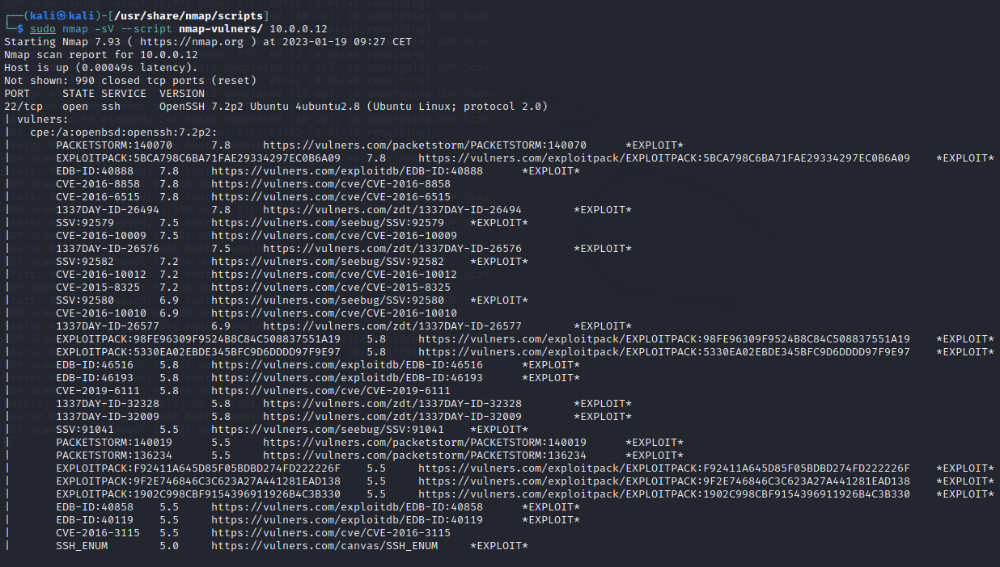 ┌──(kali㉿kali)-[/usr/share/nmap/scripts]
└─$ sudo nmap -sV --script nmap-vulners/ 10.0.0.12
Starting Nmap 7.93 ( https://nmap.org ) at 2023-01-19 09:27 CET
Nmap scan report for 10.0.0.12
Host is up (0.00049s latency).
Not shown: 990 closed tcp ports (reset)
PORT     STATE SERVICE  VERSION
22/tcp   open  ssh      OpenSSH 7.2p2 Ubuntu 4ubuntu2.8 (Ubuntu Linux; protocol 2.0)
| vulners:
|   cpe:/a:openbsd:openssh:7.2p2:
|       PACKETSTORM:140070      7.8     https://vulners.com/packetstorm/PACKETSTORM:140070      *EXPLOIT*
|       EXPLOITPACK:5BCA798C6BA71FAE29334297EC0B6A09    7.8     https://vulners.com/exploitpack/EXPLOITPACK:5BCA798C6BA71FAE29334297EC0B6A09    *EXPLOIT*
|       EDB-ID:40888    7.8     https://vulners.com/exploitdb/EDB-ID:40888      *EXPLOIT*
|       CVE-2016-8858   7.8     https://vulners.com/cve/CVE-2016-8858
|       CVE-2016-6515   7.8     https://vulners.com/cve/CVE-2016-6515
|       1337DAY-ID-26494        7.8     https://vulners.com/zdt/1337DAY-ID-26494        *EXPLOIT*
|       SSV:92579       7.5     https://vulners.com/seebug/SSV:92579    *EXPLOIT*
|       CVE-2016-10009  7.5     https://vulners.com/cve/CVE-2016-10009
|       1337DAY-ID-26576        7.5     https://vulners.com/zdt/1337DAY-ID-26576        *EXPLOIT*
|       SSV:92582       7.2     https://vulners.com/seebug/SSV:92582    *EXPLOIT*
|       CVE-2016-10012  7.2     https://vulners.com/cve/CVE-2016-10012
|       CVE-2015-8325   7.2     https://vulners.com/cve/CVE-2015-8325
|       SSV:92580       6.9     https://vulners.com/seebug/SSV:92580    *EXPLOIT*
|       CVE-2016-10010  6.9     https://vulners.com/cve/CVE-2016-10010
|       1337DAY-ID-26577        6.9     https://vulners.com/zdt/1337DAY-ID-26577        *EXPLOIT*
|       EXPLOITPACK:98FE96309F9524B8C84C508837551A19    5.8     https://vulners.com/exploitpack/EXPLOITPACK:98FE96309F9524B8C84C508837551A19    *EXPLOIT*
|       EXPLOITPACK:5330EA02EBDE345BFC9D6DDDD97F9E97    5.8     https://vulners.com/exploitpack/EXPLOITPACK:5330EA02EBDE345BFC9D6DDDD97F9E97    *EXPLOIT*
|       EDB-ID:46516    5.8     https://vulners.com/exploitdb/EDB-ID:46516      *EXPLOIT*
|       EDB-ID:46193    5.8     https://vulners.com/exploitdb/EDB-ID:46193      *EXPLOIT*
|       CVE-2019-6111   5.8     https://vulners.com/cve/CVE-2019-6111
|       1337DAY-ID-32328        5.8     https://vulners.com/zdt/1337DAY-ID-32328        *EXPLOIT*
|       1337DAY-ID-32009        5.8     https://vulners.com/zdt/1337DAY-ID-32009        *EXPLOIT*
|       SSV:91041       5.5     https://vulners.com/seebug/SSV:91041    *EXPLOIT*
|       PACKETSTORM:140019      5.5     https://vulners.com/packetstorm/PACKETSTORM:140019      *EXPLOIT*
|       PACKETSTORM:136234      5.5     https://vulners.com/packetstorm/PACKETSTORM:136234      *EXPLOIT*
|       EXPLOITPACK:F92411A645D85F05BDBD274FD222226F    5.5     https://vulners.com/exploitpack/EXPLOITPACK:F92411A645D85F05BDBD274FD222226F    *EXPLOIT*
|       EXPLOITPACK:9F2E746846C3C623A27A441281EAD138    5.5     https://vulners.com/exploitpack/EXPLOITPACK:9F2E746846C3C623A27A441281EAD138    *EXPLOIT*
|       EXPLOITPACK:1902C998CBF9154396911926B4C3B330    5.5     https://vulners.com/exploitpack/EXPLOITPACK:1902C998CBF9154396911926B4C3B330    *EXPLOIT*
|       EDB-ID:40858    5.5     https://vulners.com/exploitdb/EDB-ID:40858      *EXPLOIT*
|       EDB-ID:40119    5.5     https://vulners.com/exploitdb/EDB-ID:40119      *EXPLOIT*
|       CVE-2016-3115   5.5     https://vulners.com/cve/CVE-2016-3115
|       SSH_ENUM        5.0     https://vulners.com/canvas/SSH_ENUM     *EXPLOIT*